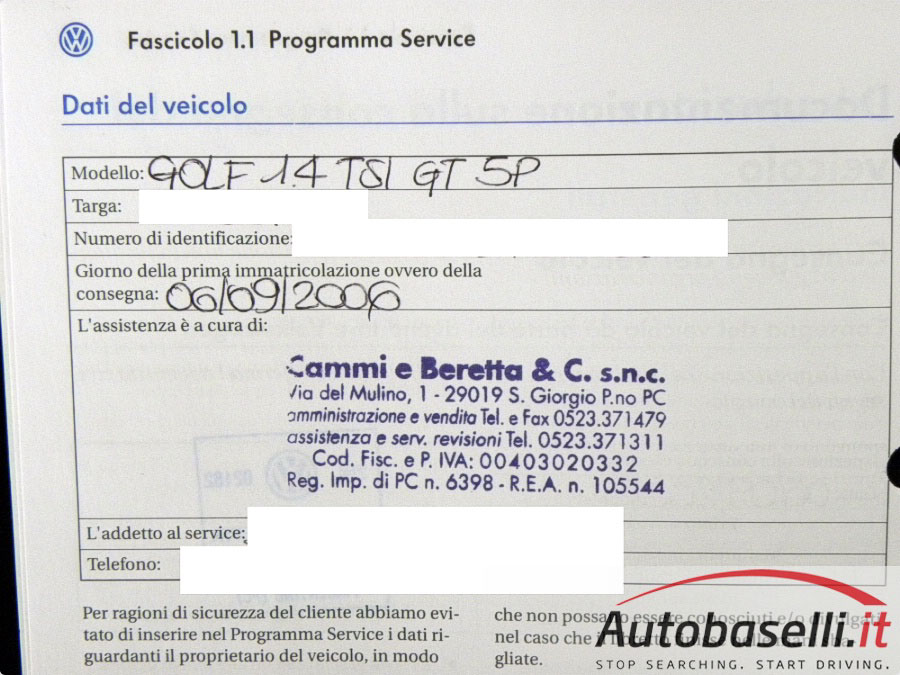 Fascicolo 1.1 Programma Service
Dati del veicolo
Modello: GOLF 1.4 TSI GT 5P
Targa:
Numero di identificazione:
Giorno della prima immatricolazione ovvero della
consegna: 06/09/2006
L'assistenza è a cura di:
Cammi e Beretta & C. s.n.c.
Via del Mulino, 1 - 29019 S. Giorgio P.no PC
amministrazione e vendita Tel. e Fax 0523.371479
assistenza e serv. revisioni Tel. 0523.371311
Cod. Fisc. e P. IVA: 00403020332
Reg. Imp. di PC n. 6398 - R.E.A. n. 105544
L'addetto al service:
Telefono:
Per ragioni di sicurezza del cliente abbiamo evi-
tato di inserire nel Programma Service i dati ri-
guardanti il proprietario del veicolo, in modo
che non possano essere conosciuti e/o divulgati
nel caso che il libretto
gliate.
Autobaselli.it
STOP SEARCHING. START DRIVING.